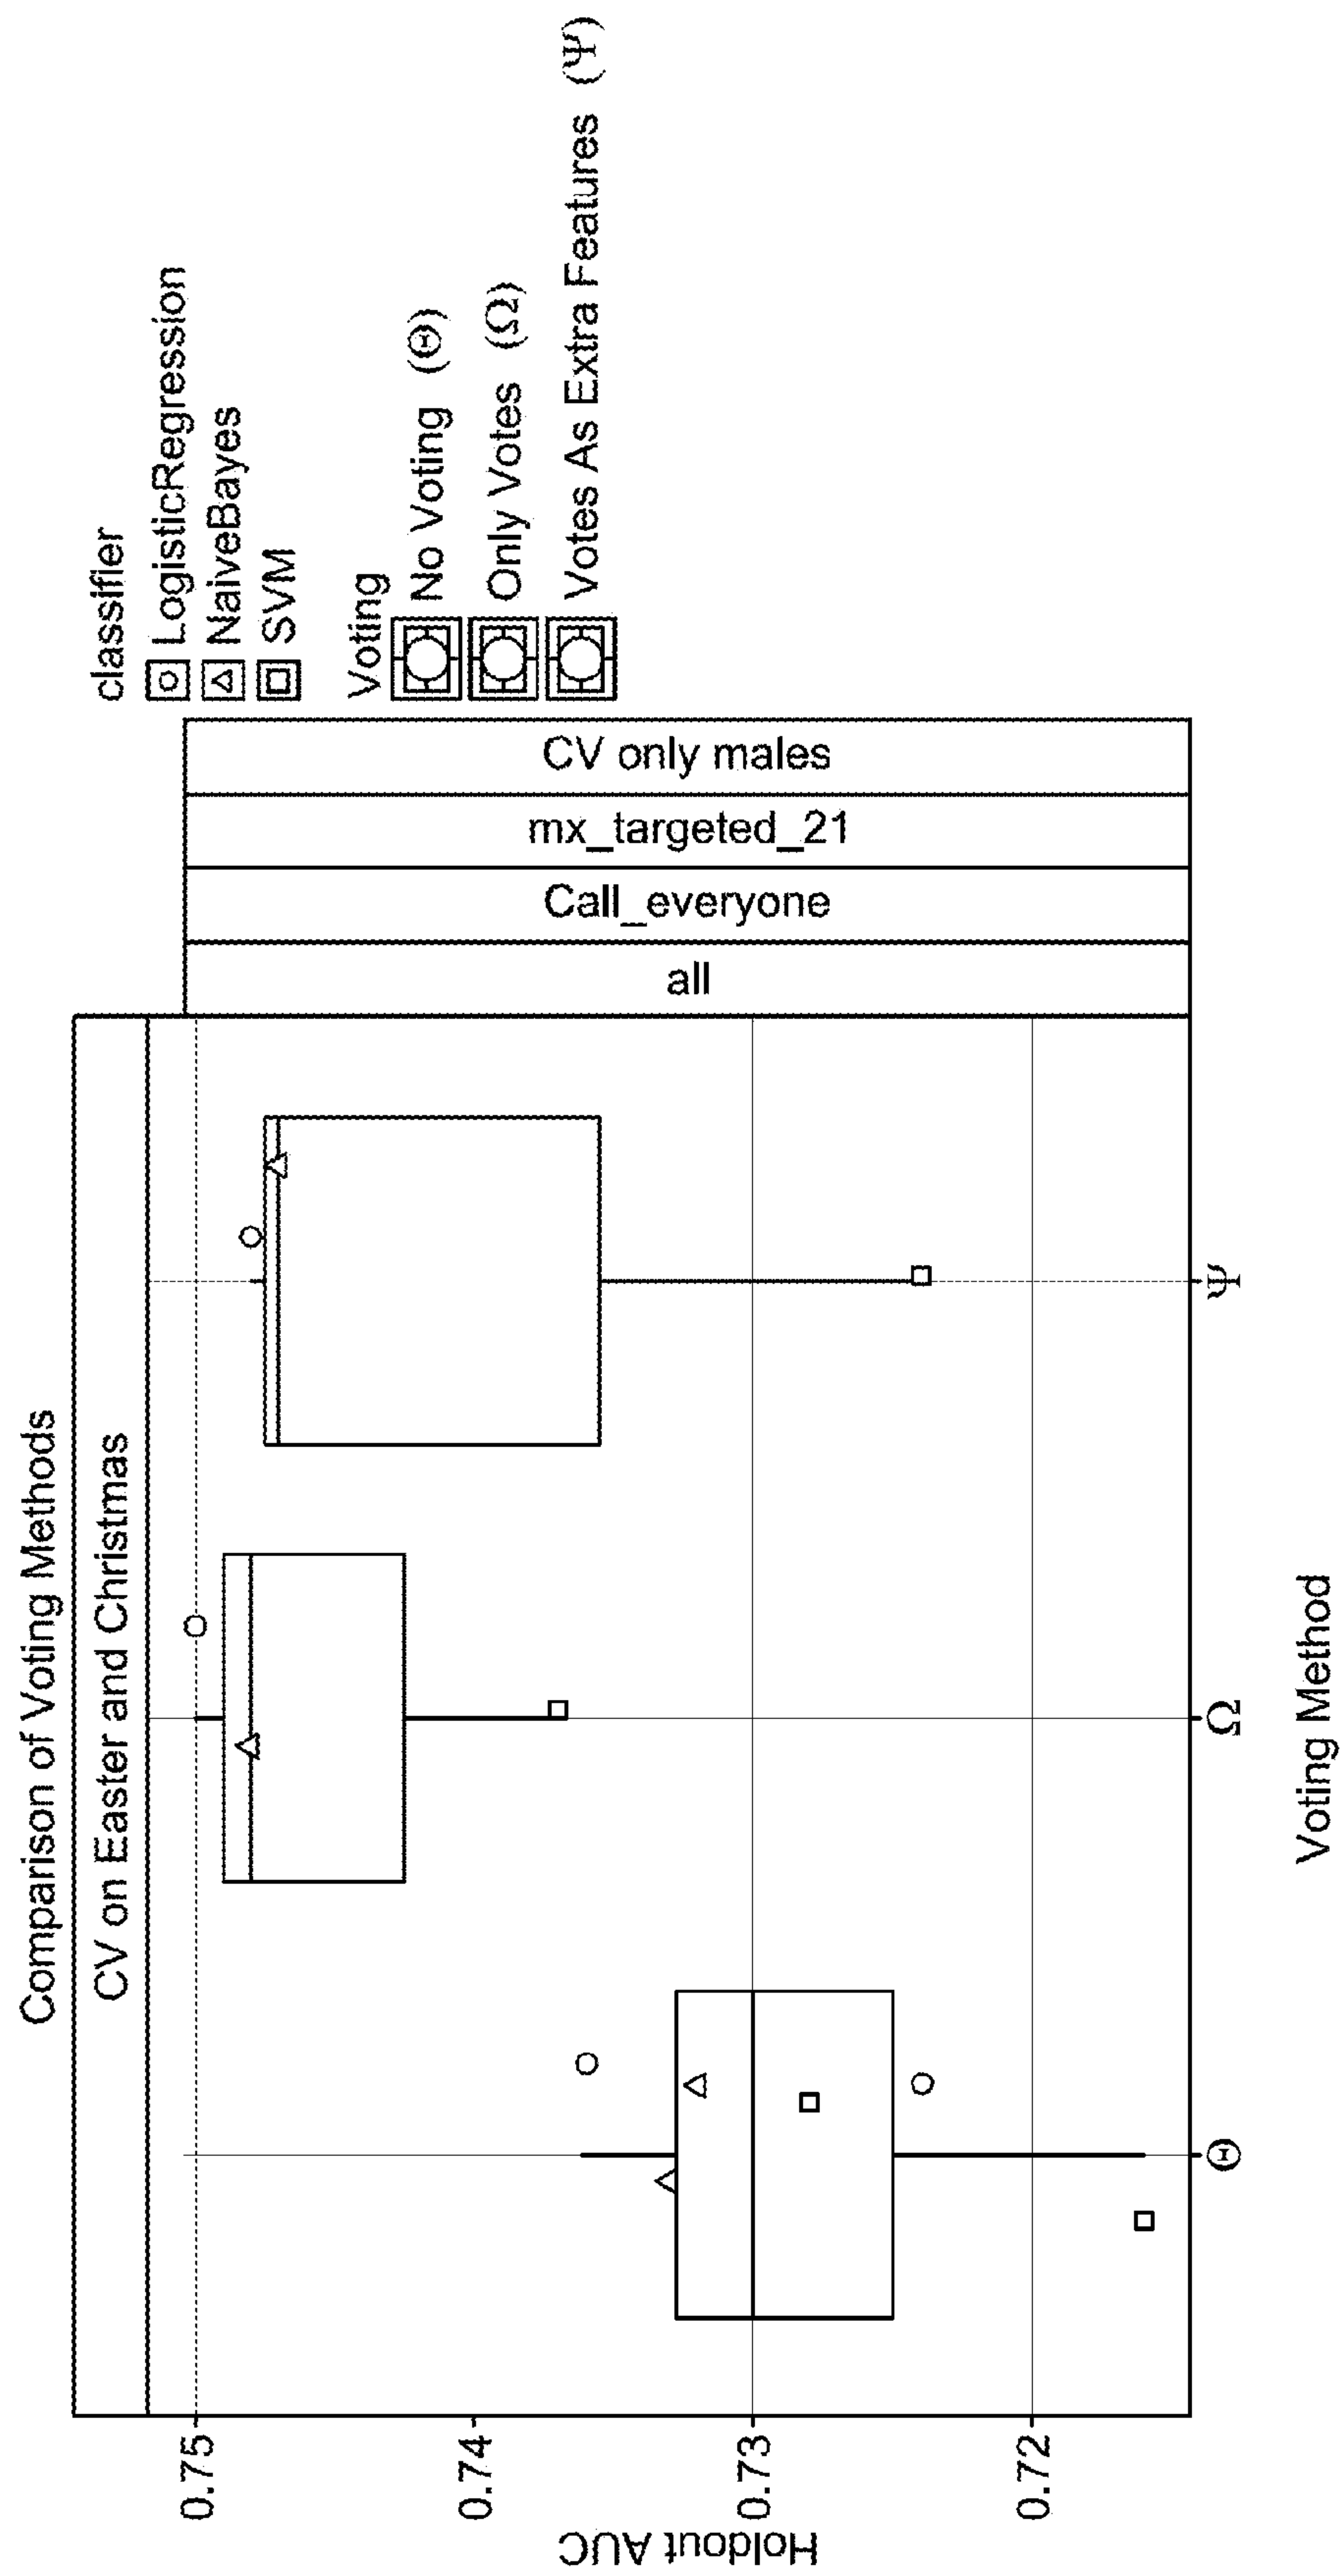 Comparison of Voting Methods
CV on Easter and Christmas
Holdout AUC
0.75
0.74
0.73
0.72
Θ
Ω
Ψ
Voting Method
all
Call_everyone
mx_targeted_21
CV only males
classifier
LogisticRegression
NaiveBayes
SVM
Voting
No Voting (Θ)
Only Votes (Ω)
Votes As Extra Features (Ψ)